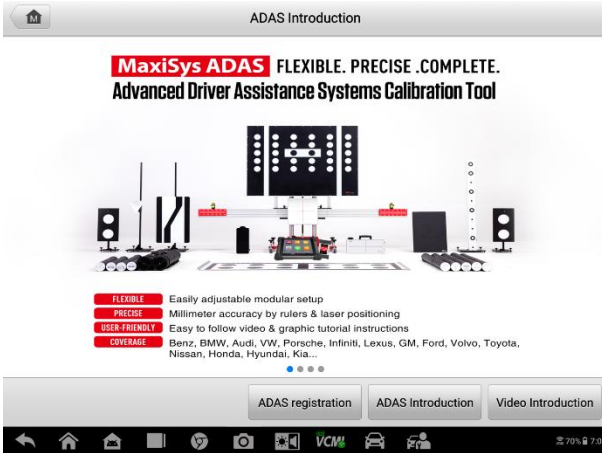 ADAS Introduction
MaxiSys ADAS FLEXIBLE. PRECISE .COMPLETE.
Advanced Driver Assistance Systems Calibration Tool
FLEXIBLE Easily adjustable modular setup
PRECISE Millimeter accuracy by rulers & laser positioning
USER-FRIENDLY Easy to follow video & graphic tutorial instructions
COVERAGE Benz, BMW, Audi, VW, Porsche, Infiniti, Lexus, GM, Ford, Volvo, Toyota,
Nissan, Honda, Hyundai, Kia...
ADAS registration ADAS Introduction Video Introduction
VCMI 70% 7:0